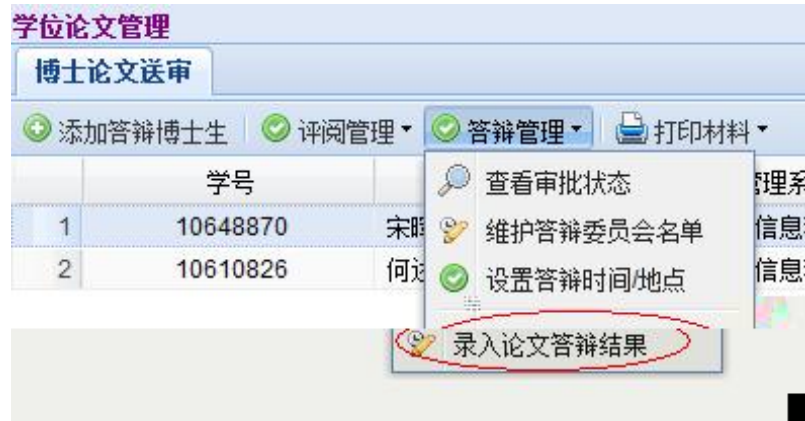 学位论文管理
博士论文送审
添加答辩博士生 评阅管理 答辩管理 打印材料
学号 管理系
查看审批状态
1 10648870 宋 信息
维护答辩委员会名单
2 10610826 何 信息
设置答辩时间/地点
录入论文答辩结果